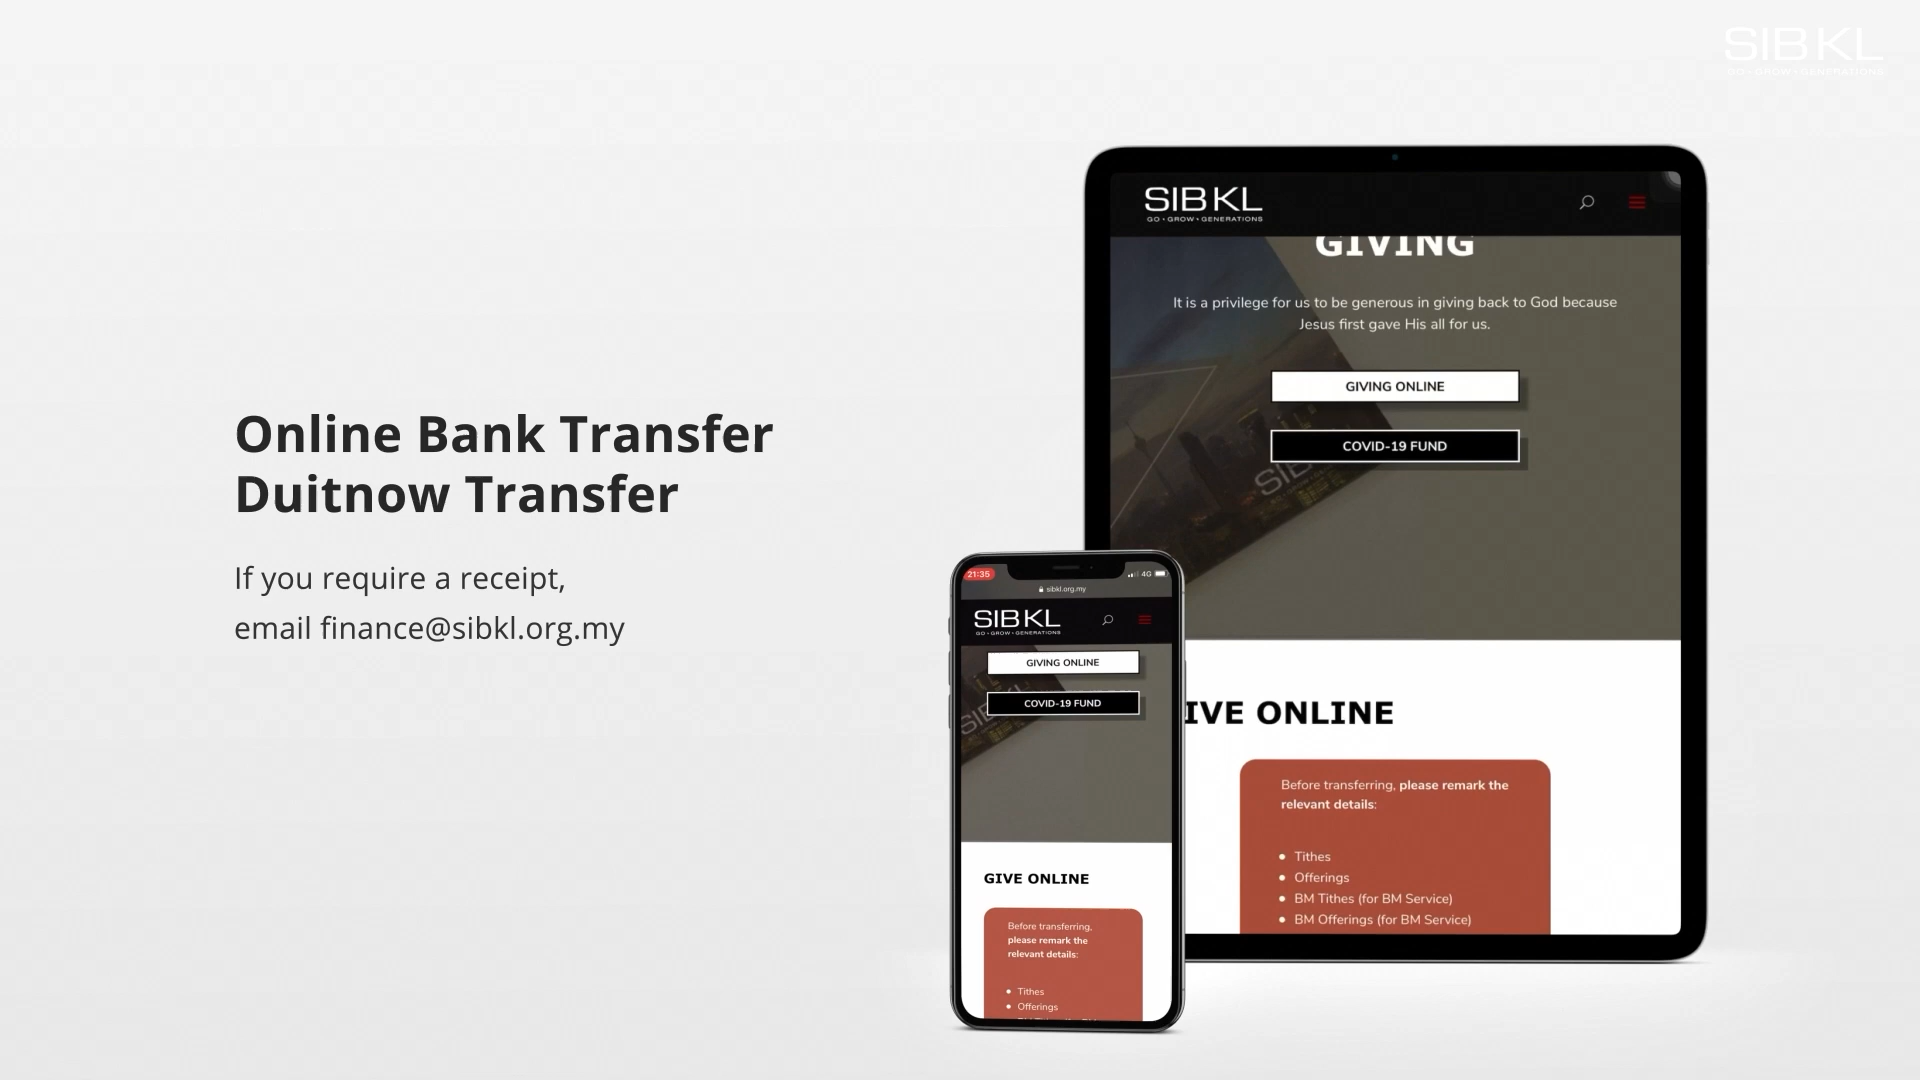 SIBKL
GO • GROW • GENERATIONS
Online Bank Transfer
Duitnow Transfer
If you require a receipt,
email finance@sibkl.org.my
SIBKL
GO • GROW • GENERATIONS
GIVING
It is a privilege for us to be generous in giving back to God because
Jesus first gave His all for us.
GIVING ONLINE
COVID-19 FUND
SIB
IVE ONLINE
Before transferring, please remark the
relevant details:
• Tithes
• Offerings
• BM Tithes (for BM Service)
• BM Offerings (for BM Service)
21:35
4G
sibkl.org.my
SIBKL
GO • GROW • GENERATIONS
GIVING ONLINE
COVID-19 FUND
GIVE ONLINE
Before transferring,
please remark the
relevant details:
• Tithes
• Offerings